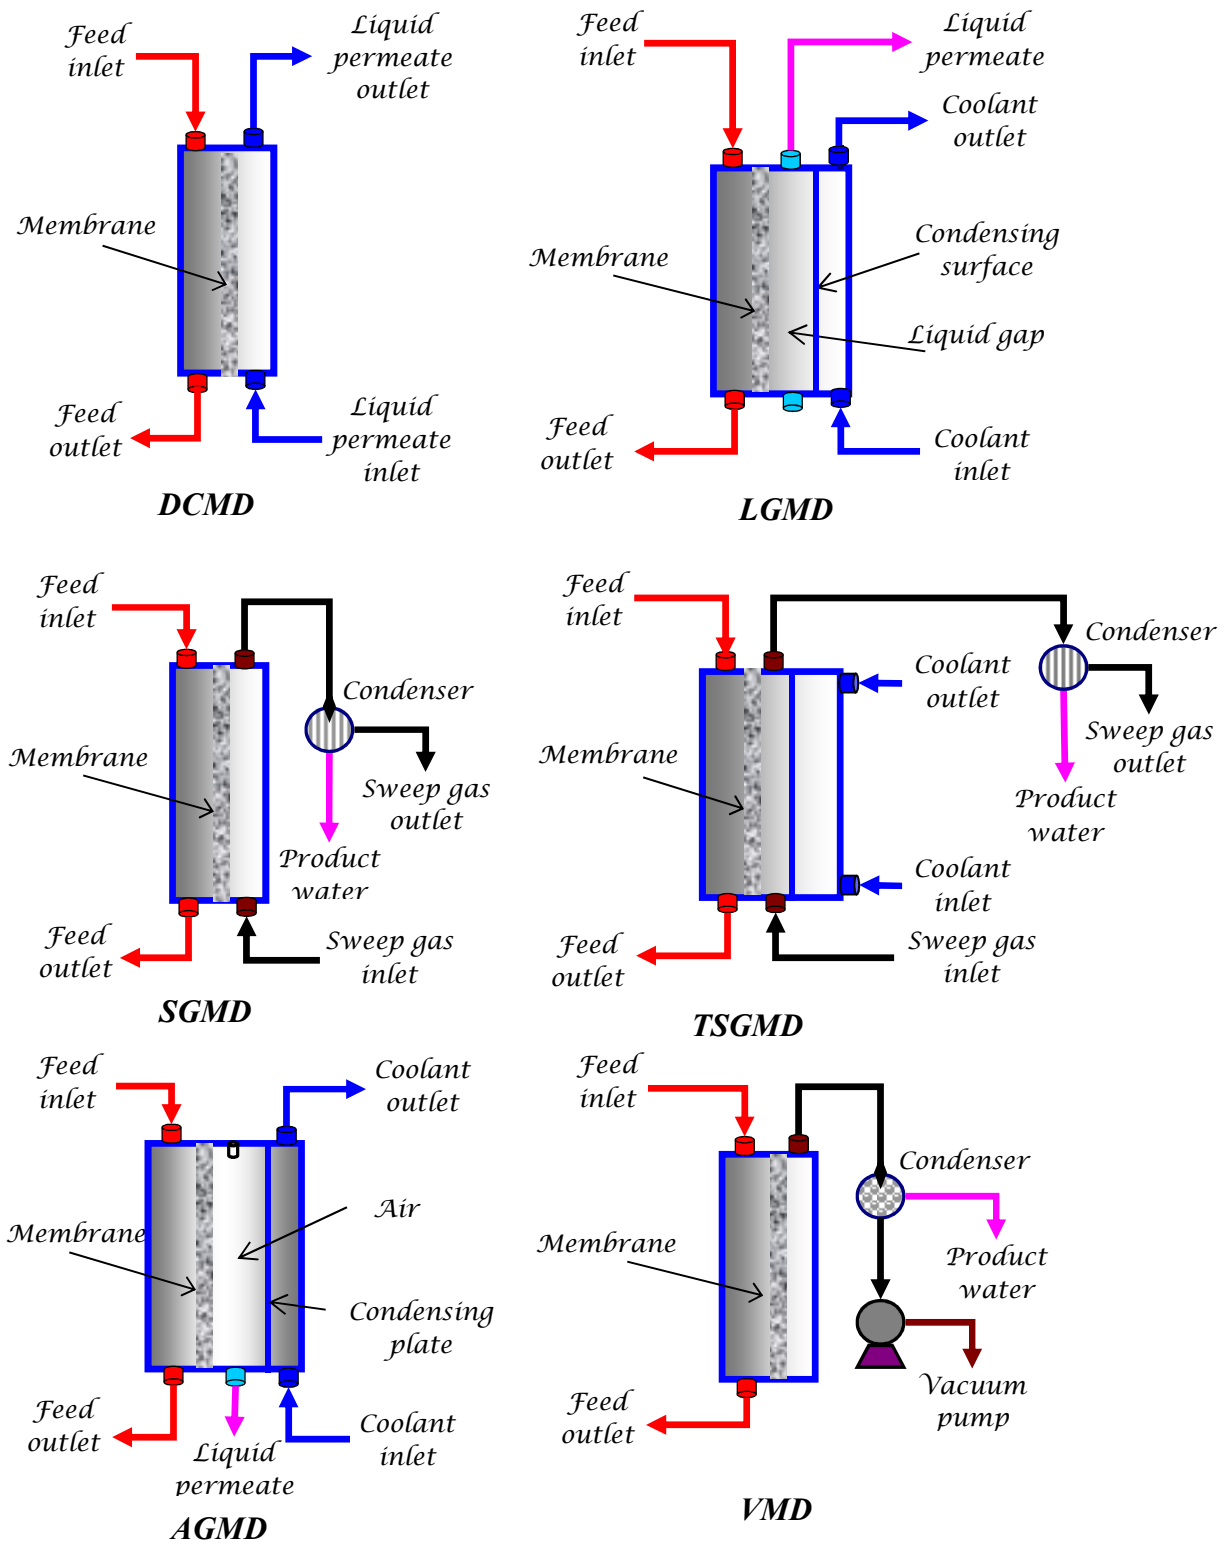 Feed
inlet
Liquid
permeate
outlet
Membrane
Feed
outlet
Liquid
permeate
inlet
DCMD
Feed
inlet
Liquid
permeate
Coolant
outlet
Membrane
Condensing
surface
Liquid gap
Feed
outlet
Coolant
inlet
LGMD
Feed
inlet
Condenser
Membrane
Sweep gas
outlet
Product
water
Feed
outlet
Sweep gas
inlet
SGMD
Feed
inlet
Condenser
Coolant
outlet
Sweep gas
outlet
Membrane
Product
water
Coolant
inlet
Feed
outlet
Sweep gas
inlet
TSGMD
Feed
inlet
Coolant
outlet
Air
Membrane
Condensing
plate
Feed
outlet
Coolant
inlet
Liquid
permeate
AGMD
Feed
inlet
Condenser
Membrane
Product
water
Vacuum
pump
Feed
outlet
VMD